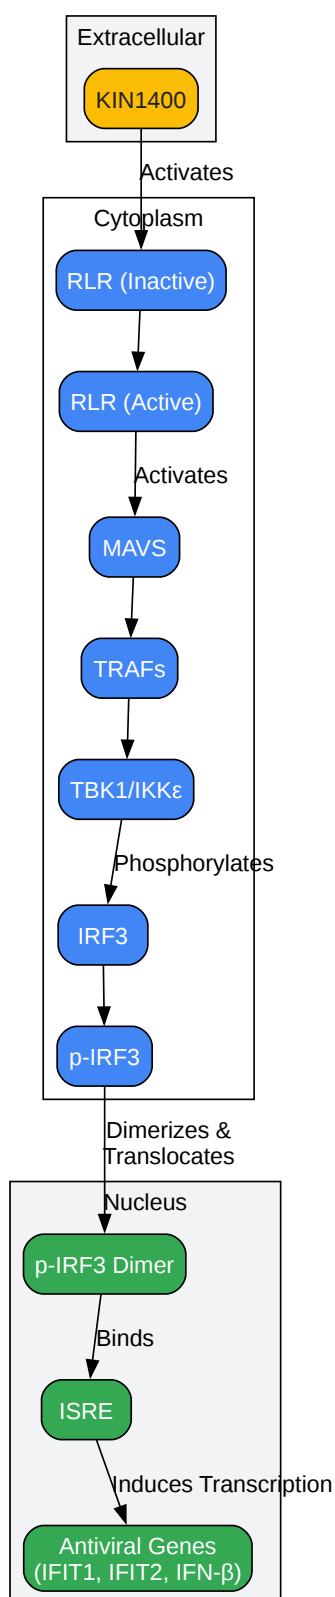 Extracellular
KIN1400
Activates
Cytoplasm
RLR (Inactive)
RLR (Active)
Activates
MAVS
TRAFs
TBK1/IKKε
Phosphorylates
IRF3
p-IRF3
Dimerizes &
Translocates
Nucleus
p-IRF3 Dimer
Binds
ISRE
Induces Transcription
Antiviral Genes
(IFIT1, IFIT2, IFN-β)